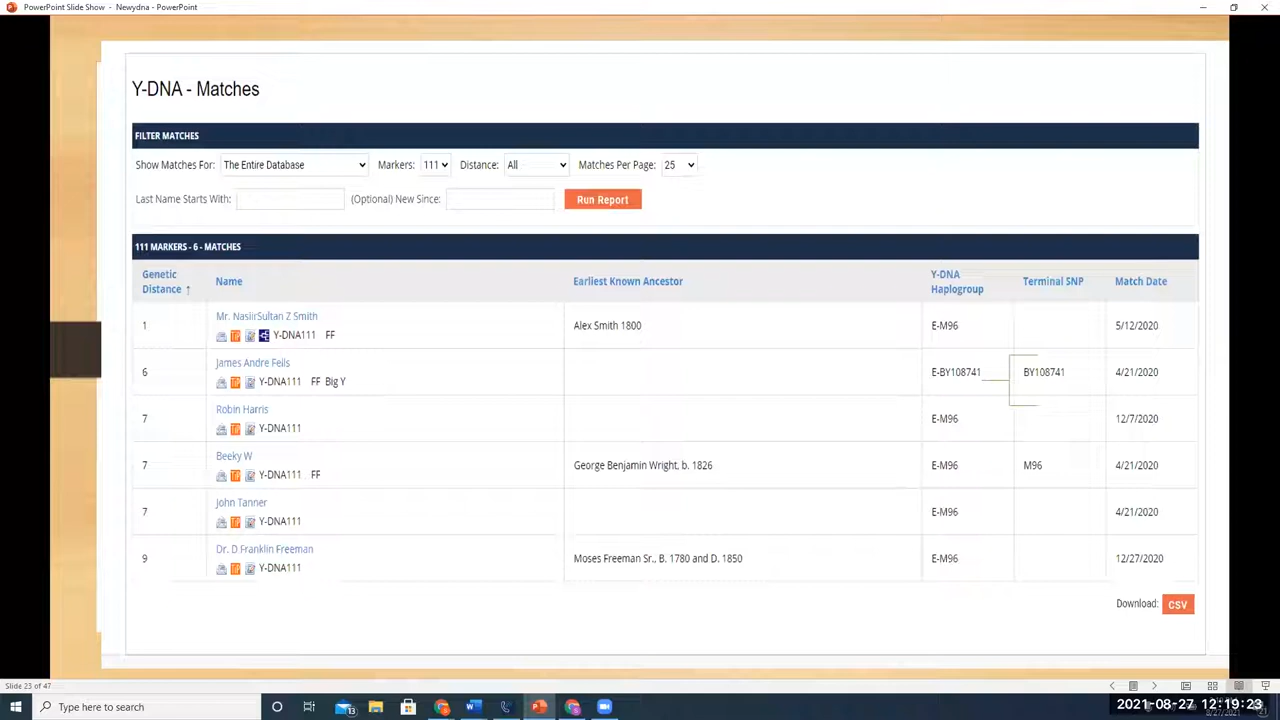 PowerPoint Slide Show - Newydna - PowerPoint
Y-DNA - Matches
FILTER MATCHES
Show Matches For: The Entire Database Markers: 111 Distance: All Matches Per Page: 25
Last Name Starts With: (Optional) New Since: Run Report
111 MARKERS - 6 - MATCHES
Genetic Distance ↑ Name Earliest Known Ancestor Y-DNA Haplogroup Terminal SNP Match Date
1 Mr. NasiirSultan Z Smith Alex Smith 1800 E-M96 5/12/2020
Y-DNA111 FF
6 James Andre Feils E-BY108741 BY108741 4/21/2020
Y-DNA111 FF Big Y
7 Robin Harris E-M96 12/7/2020
Y-DNA111
7 Beeky W George Benjamin Wright, b. 1826 E-M96 M96 4/21/2020
Y-DNA111 FF
7 John Tanner E-M96 4/21/2020
Y-DNA111
9 Dr. D Franklin Freeman Moses Freeman Sr., B. 1780 and D. 1850 E-M96 12/27/2020
Y-DNA111
Download: CSV
Slide 23 of 47
Type here to search
2021-08-27 12:19:23